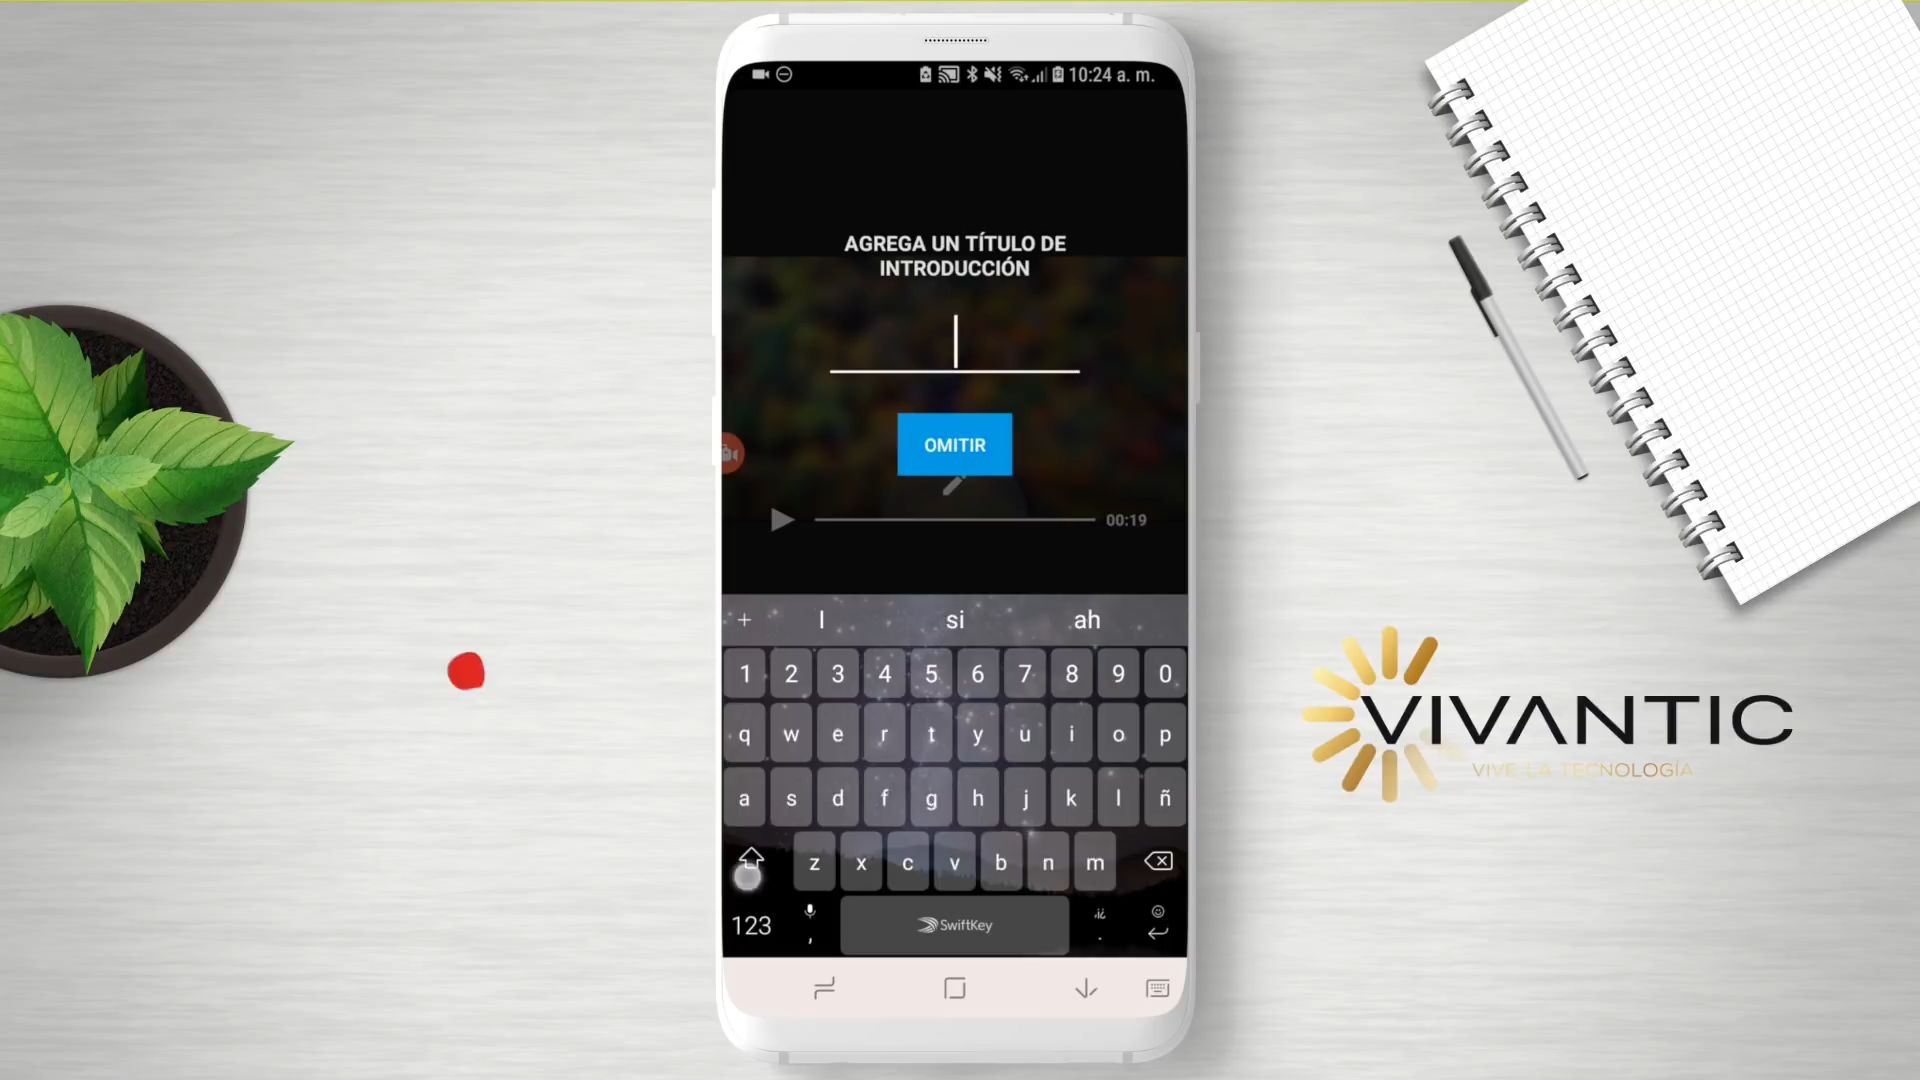 10:24 a. m.
AGREGA UN TÍTULO DE
INTRODUCCIÓN
OMITIR
00:19
+ l si ah
1 2 3 4 5 6 7 8 9 0
q w e r t y u i o p
a s d f g h j k l ñ
z x c v b n m
123 , SwiftKey ¡¿ .
VIVANTIC
VIVE LA TECNOLOGÍA